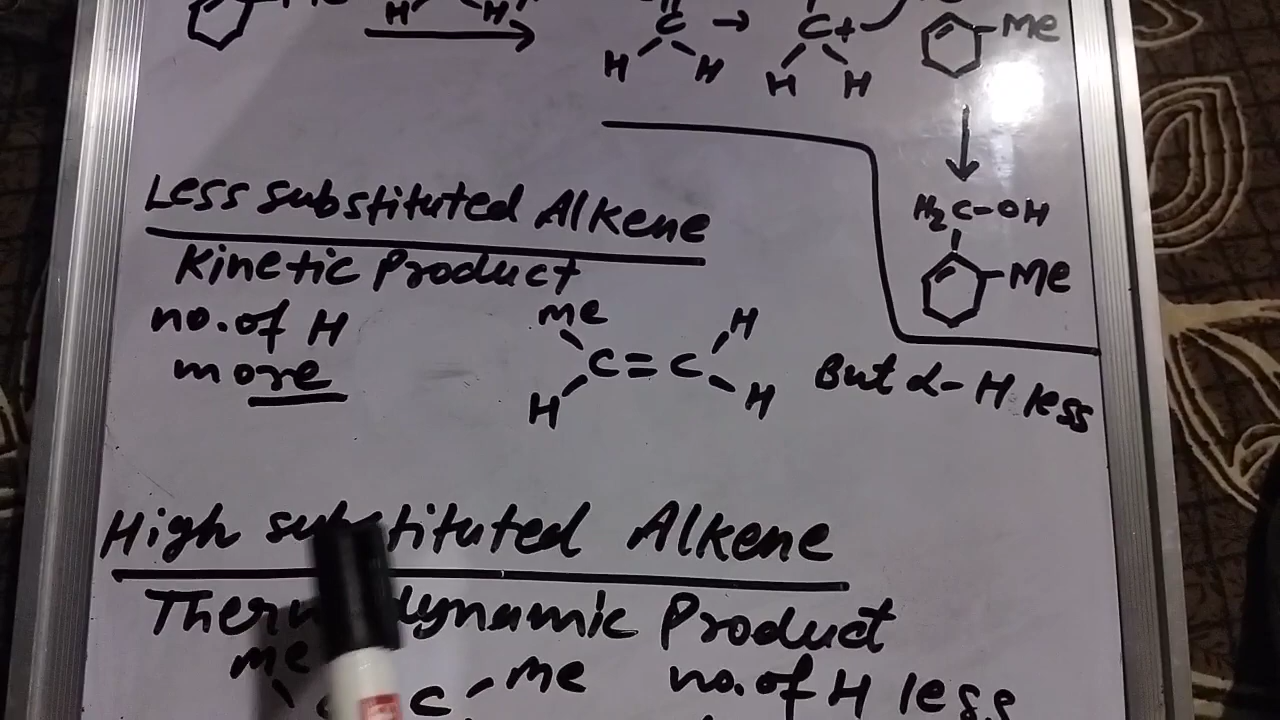 H H
C → C+
H H H H
Me
H₂C-OH
Me
Less substituted Alkene
Kinetic Product
no. of H
more
Me H
C=C
H H
But α-H less
High substituted Alkene
Product
Me C Me
no. of H less